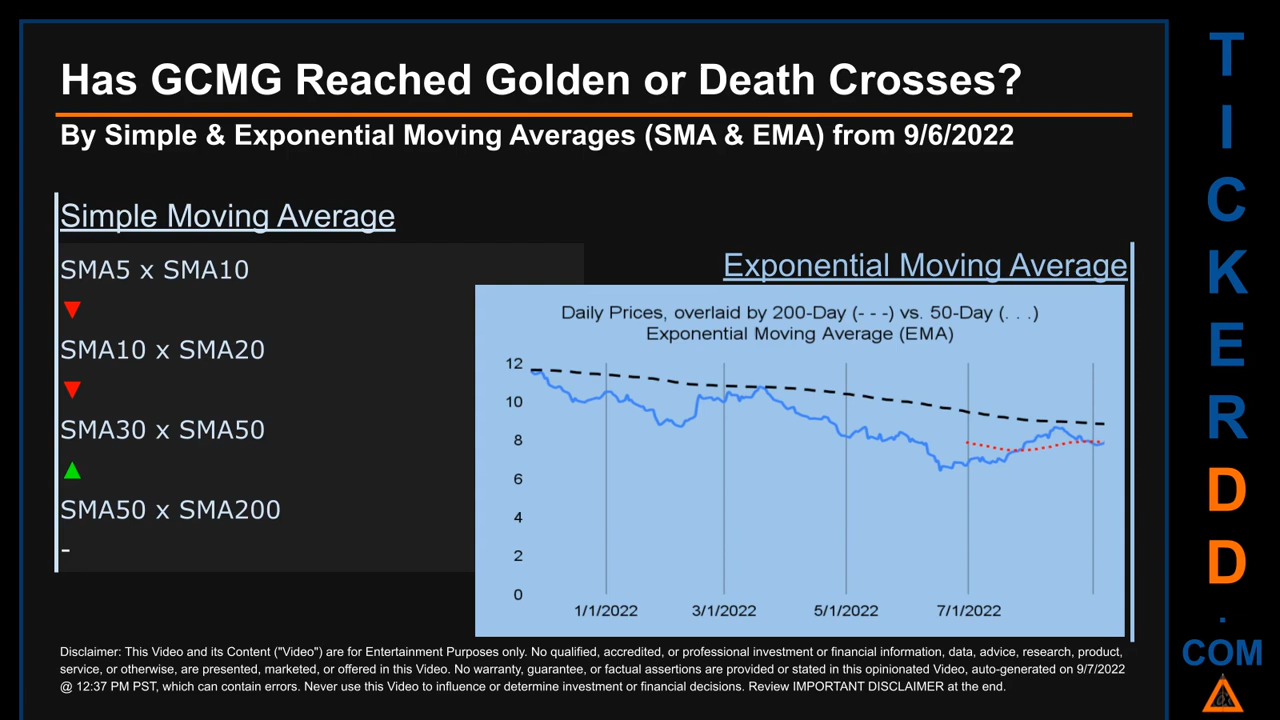 Has GCMG Reached Golden or Death Crosses?
By Simple & Exponential Moving Averages (SMA & EMA) from 9/6/2022
Simple Moving Average
SMA5 x SMA10
▼
SMA10 x SMA20
▼
SMA30 x SMA50
▲
SMA50 x SMA200
-
Exponential Moving Average
Daily Prices, overlaid by 200-Day (- - -) vs. 50-Day (. . .)
Exponential Moving Average (EMA)
12
10
8
6
4
2
0
1/1/2022 3/1/2022 5/1/2022 7/1/2022
Disclaimer: This Video and its Content ("Video") are for Entertainment Purposes only. No qualified, accredited, or professional investment or financial information, data, advice, research, product,
service, or otherwise, are presented, marketed, or offered in this Video. No warranty, guarantee, or factual assertions are provided or stated in this opinionated Video, auto-generated on 9/7/2022
@ 12:37 PM PST, which can contain errors. Never use this Video to influence or determine investment or financial decisions. Review IMPORTANT DISCLAIMER at the end.
T
I
C
K
E
R
D
D
.
COM